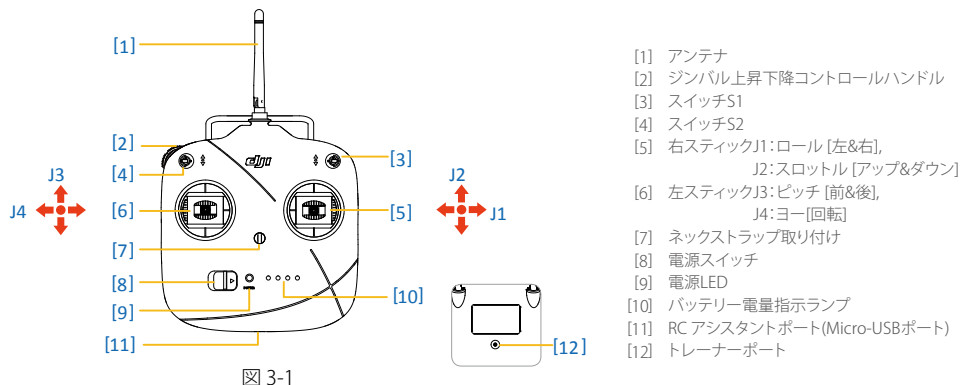 [1]
[2]
[3]
[4]
J3
J4
[6]
J2
J1
[5]
[7]
[8]
[9]
[10]
[11]
[12]
dji
図 3-1
[1] アンテナ
[2] ジンバル上昇下降コントロールハンドル
[3] スイッチS1
[4] スイッチS2
[5] 右スティックJ1：ロール [左&右],
J2：スロットル [アップ&ダウン]
[6] 左スティックJ3：ピッチ [前&後],
J4：ヨー[回転]
[7] ネックストラップ取り付け
[8] 電源スイッチ
[9] 電源LED
[10] バッテリー電量指示ランプ
[11] RC アシスタントポート(Micro-USBポート)
[12] トレーナーポート